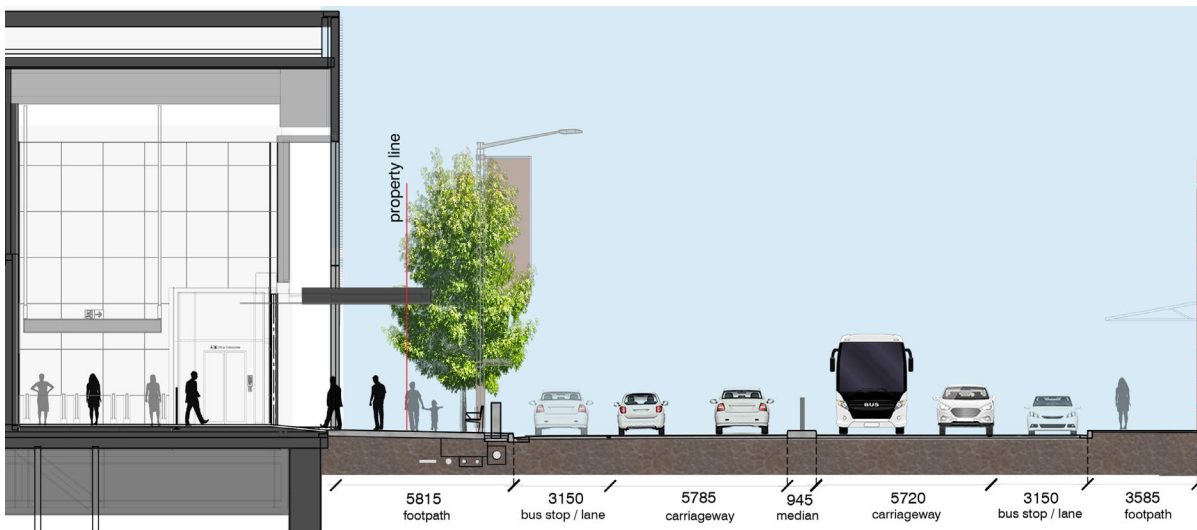 property line
BUS
5815
footpath
3150
bus stop / lane
5785
carriageway
945
median
5720
carriageway
3150
bus stop / lane
3585
footpath